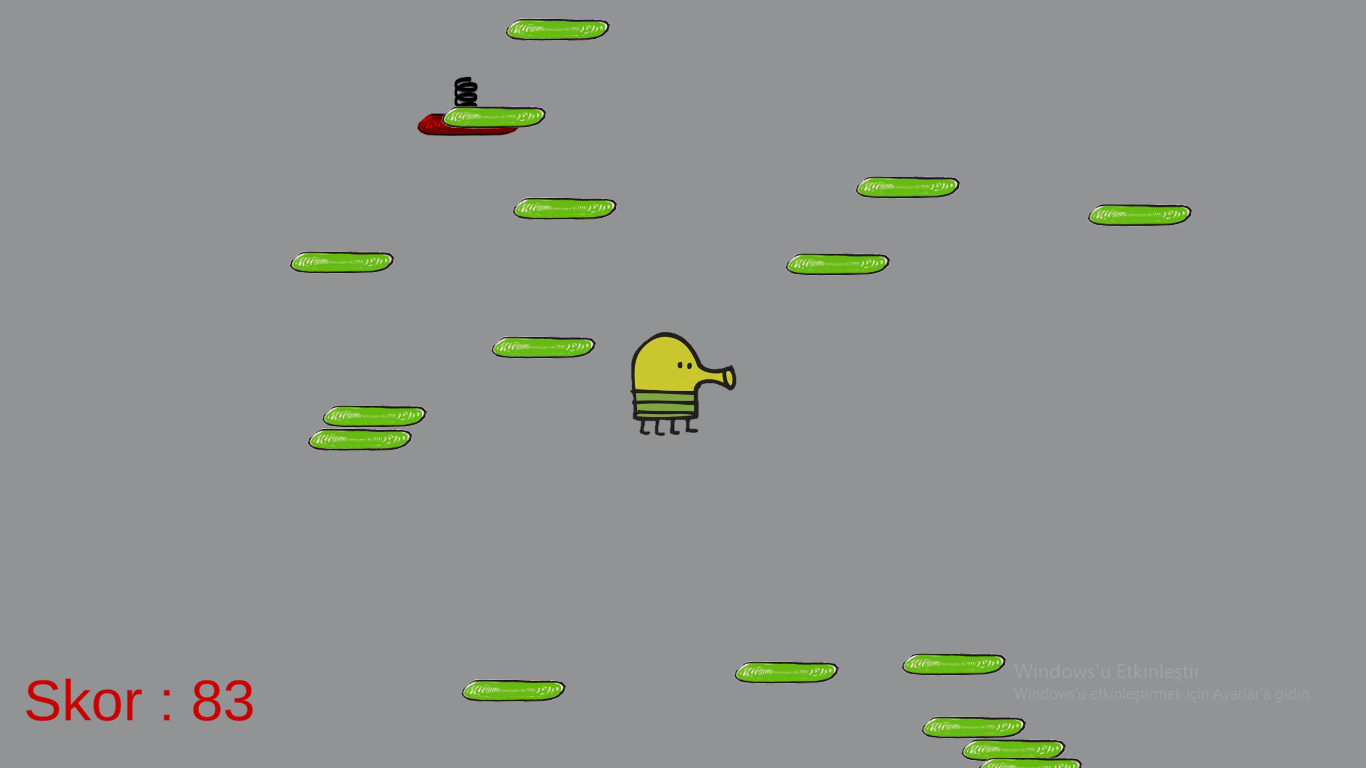 Windows'u Etkinleştir
Windows'u etkinleştirmek için Ayarlar'a gidin.
Skor : 83